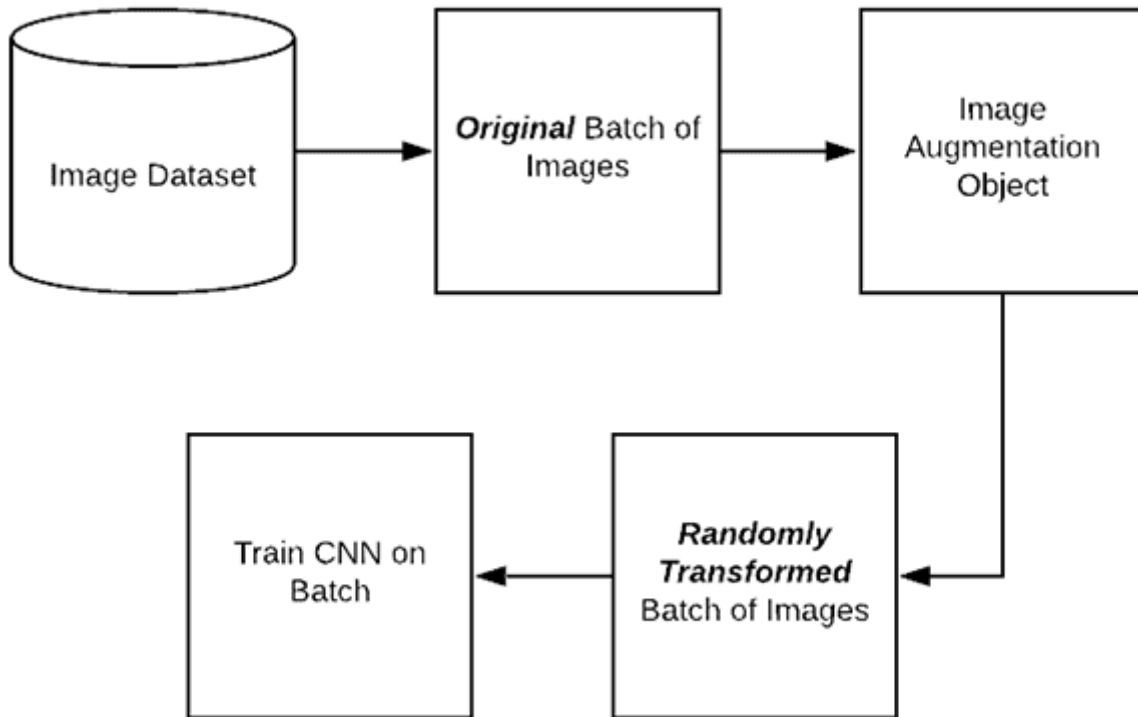 Image Dataset
Original Batch of
Images
Image
Augmentation
Object
Train CNN on
Batch
Randomly
Transformed
Batch of Images